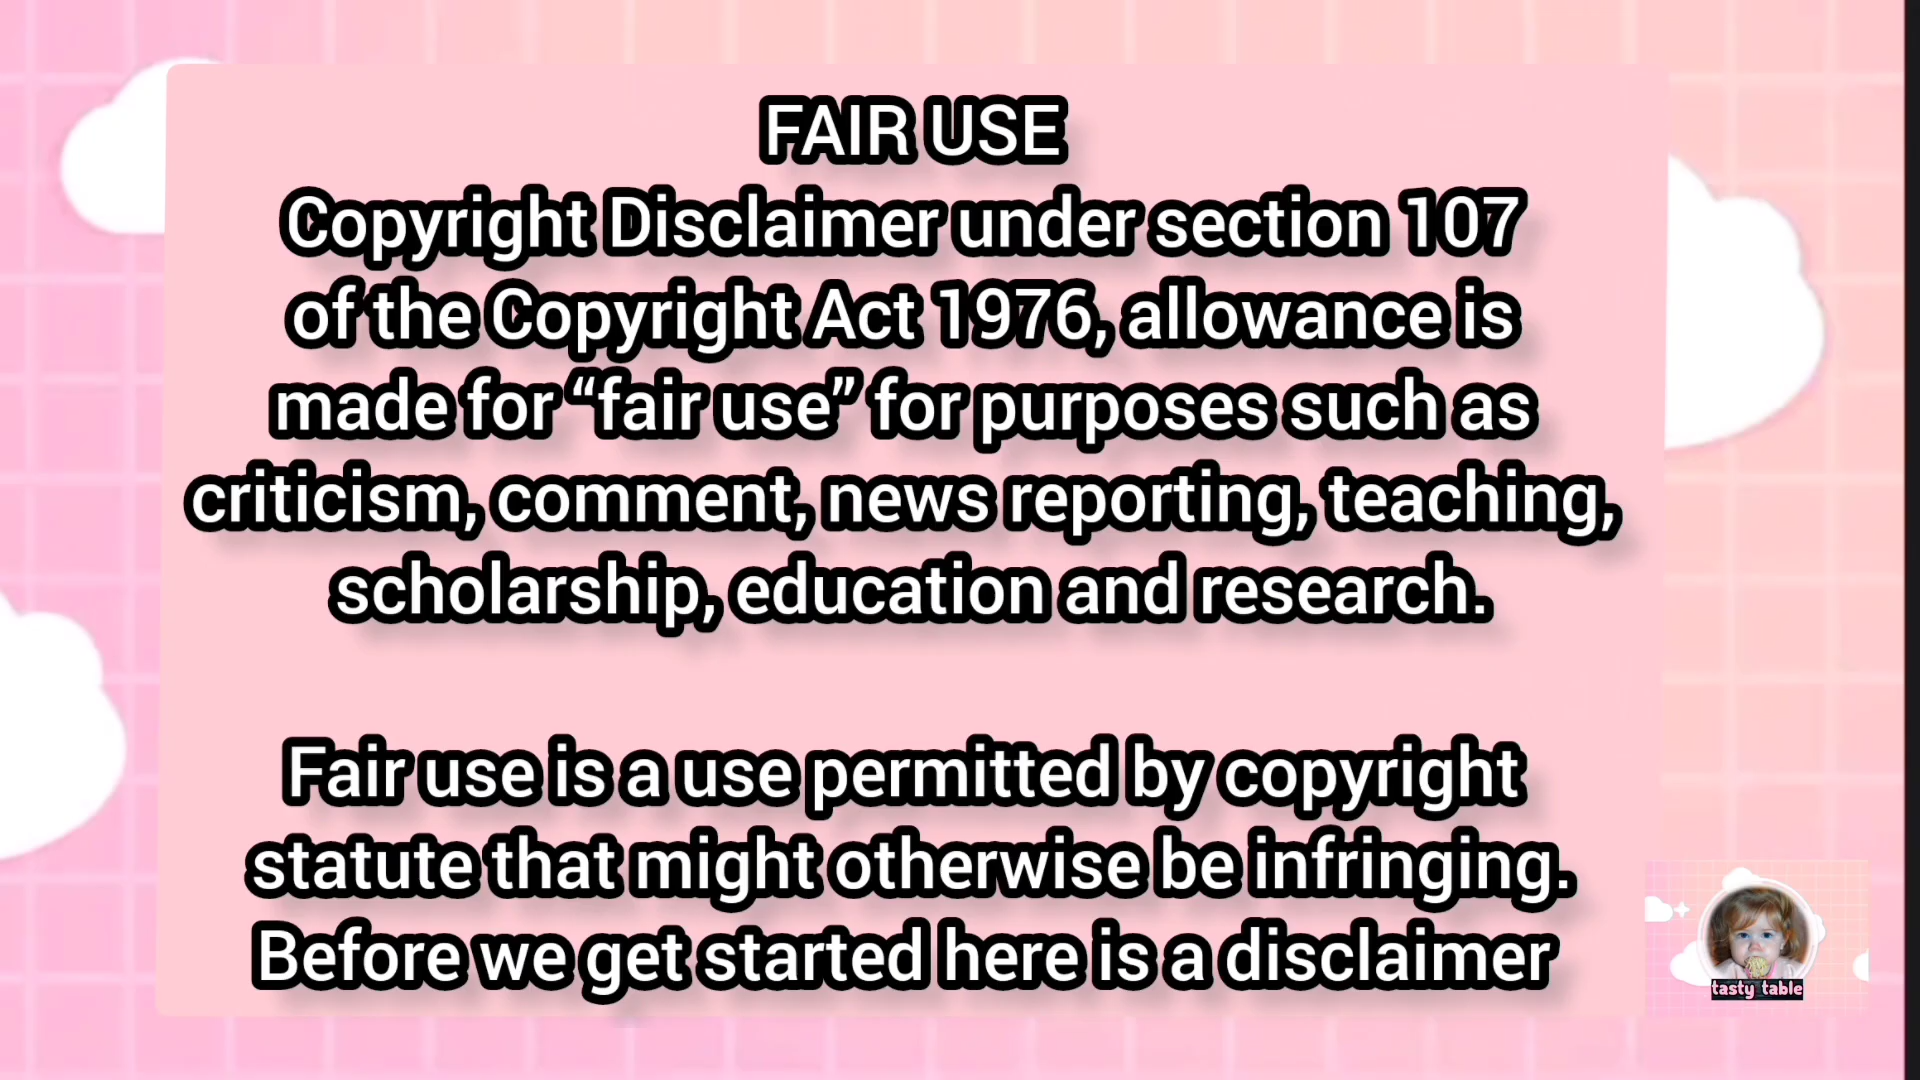 FAIR USE
Copyright Disclaimer under section 107
of the Copyright Act 1976, allowance is
made for “fair use” for purposes such as
criticism, comment, news reporting, teaching,
scholarship, education and research.
Fair use is a use permitted by copyright
statute that might otherwise be infringing.
Before we get started here is a disclaimer
tasty table